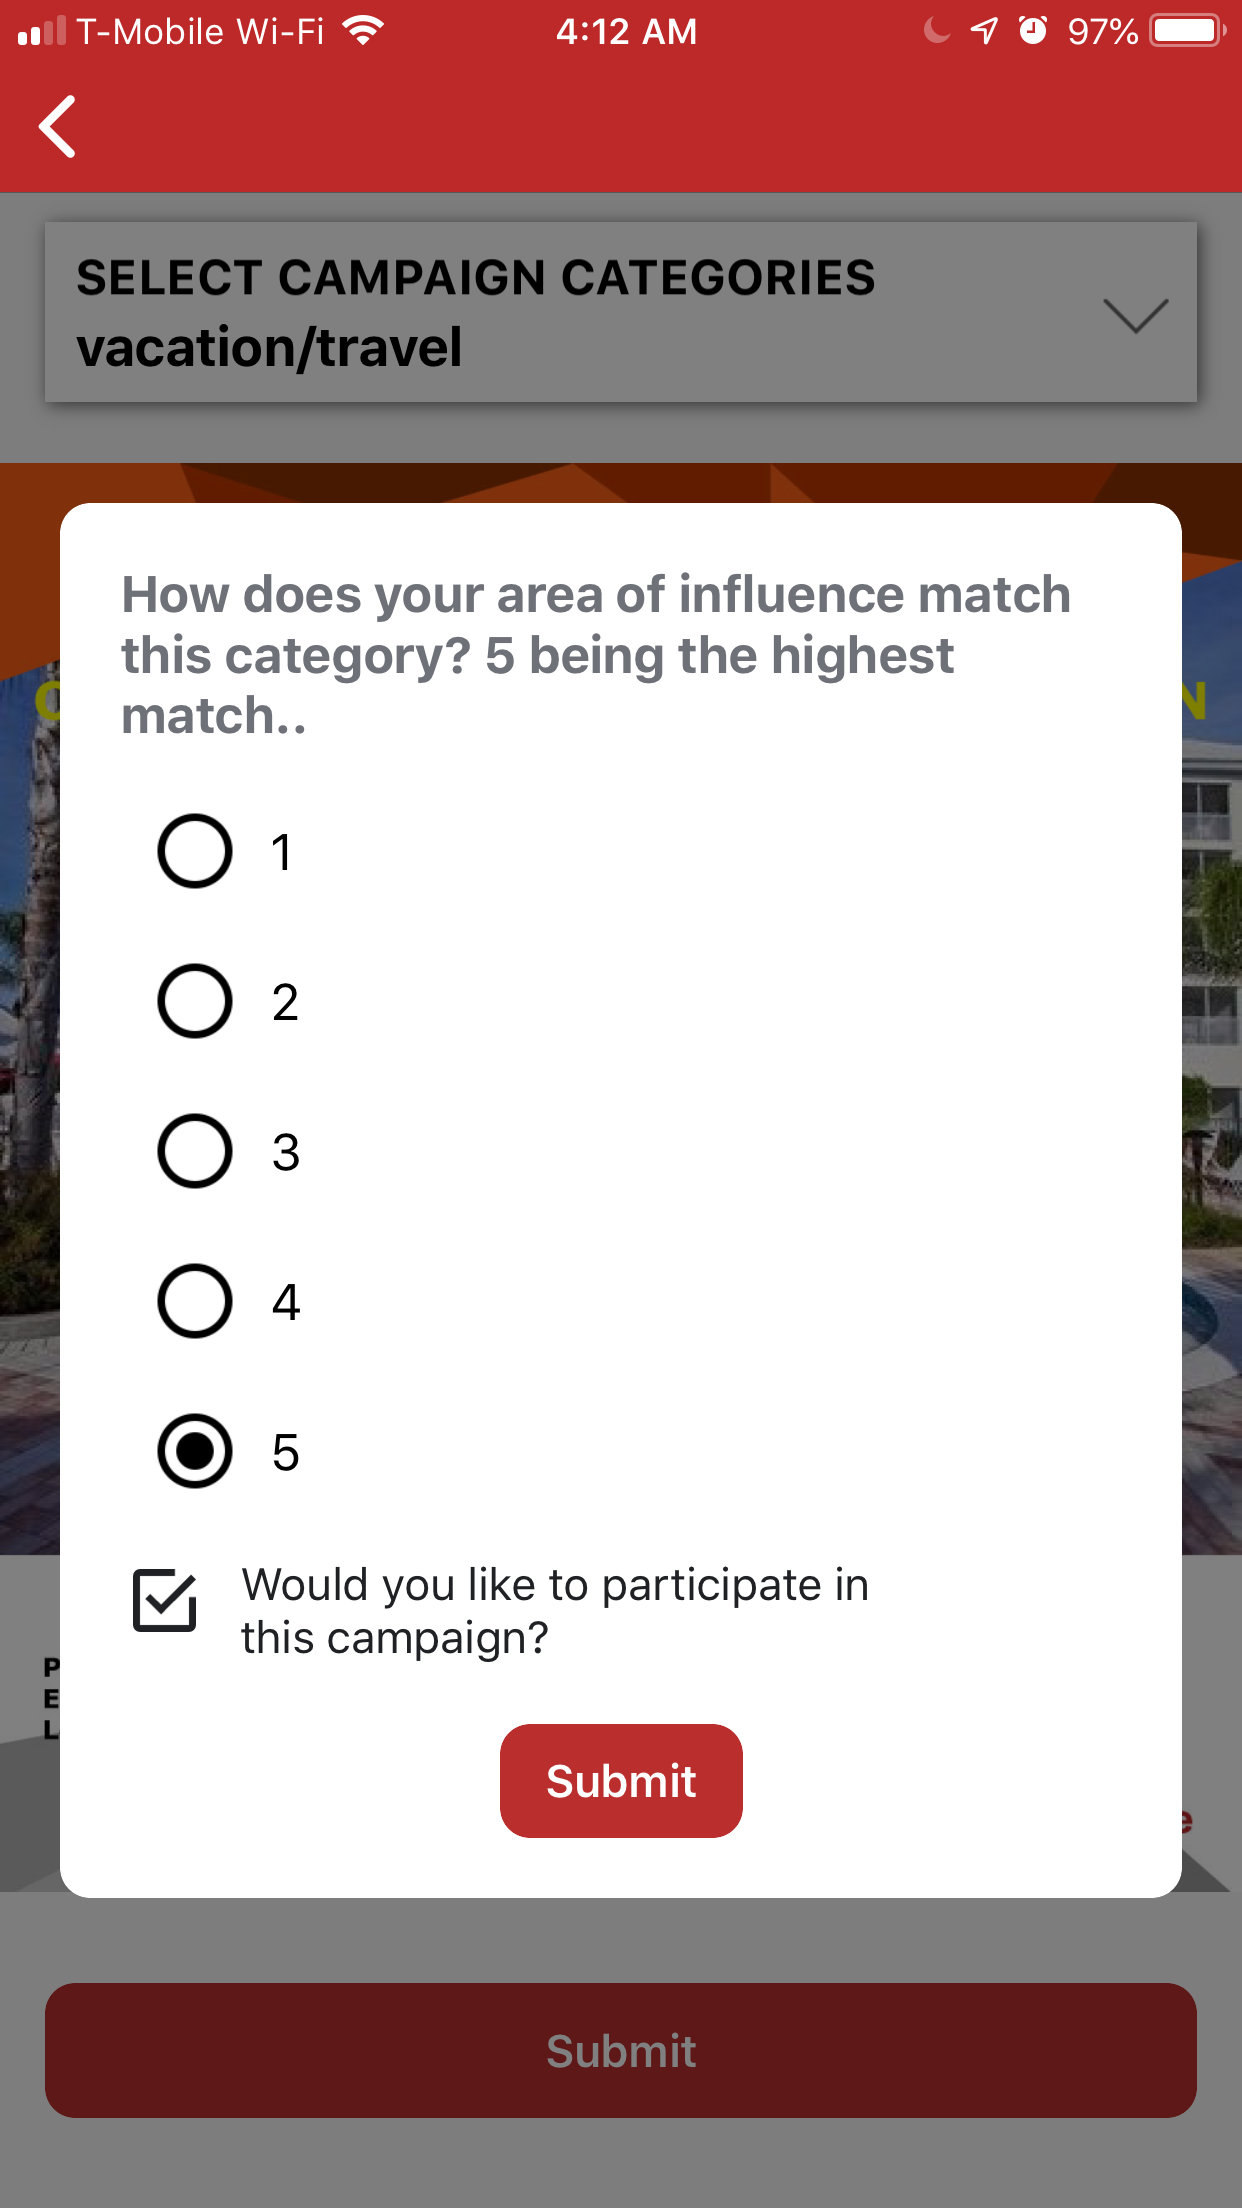 T-Mobile Wi-Fi 4:12 AM 97%
SELECT CAMPAIGN CATEGORIES
vacation/travel
How does your area of influence match
this category? 5 being the highest
match..
1
2
3
4
5
Would you like to participate in
this campaign?
Submit
Submit